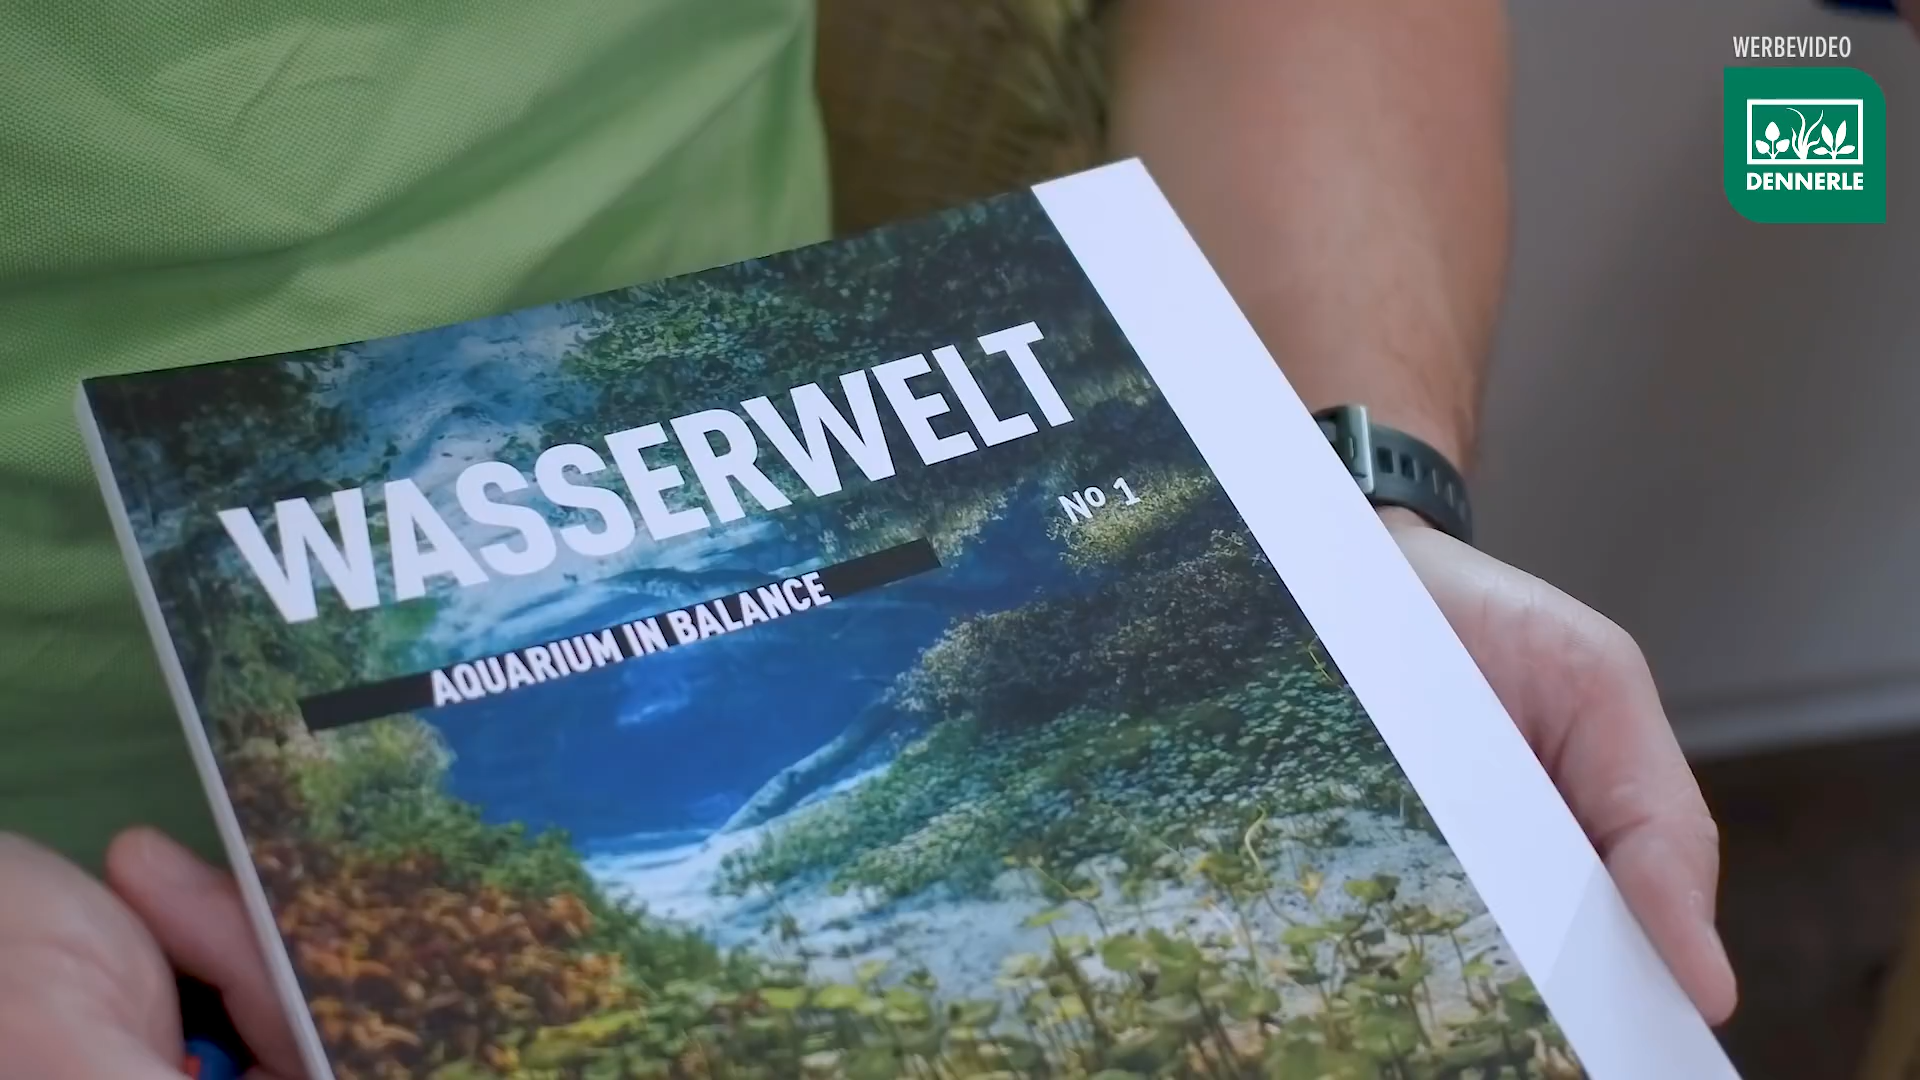 WERBEVIDEO
DENNERLE
WASSERWELT
No 1
AQUARIUM IN BALANCE